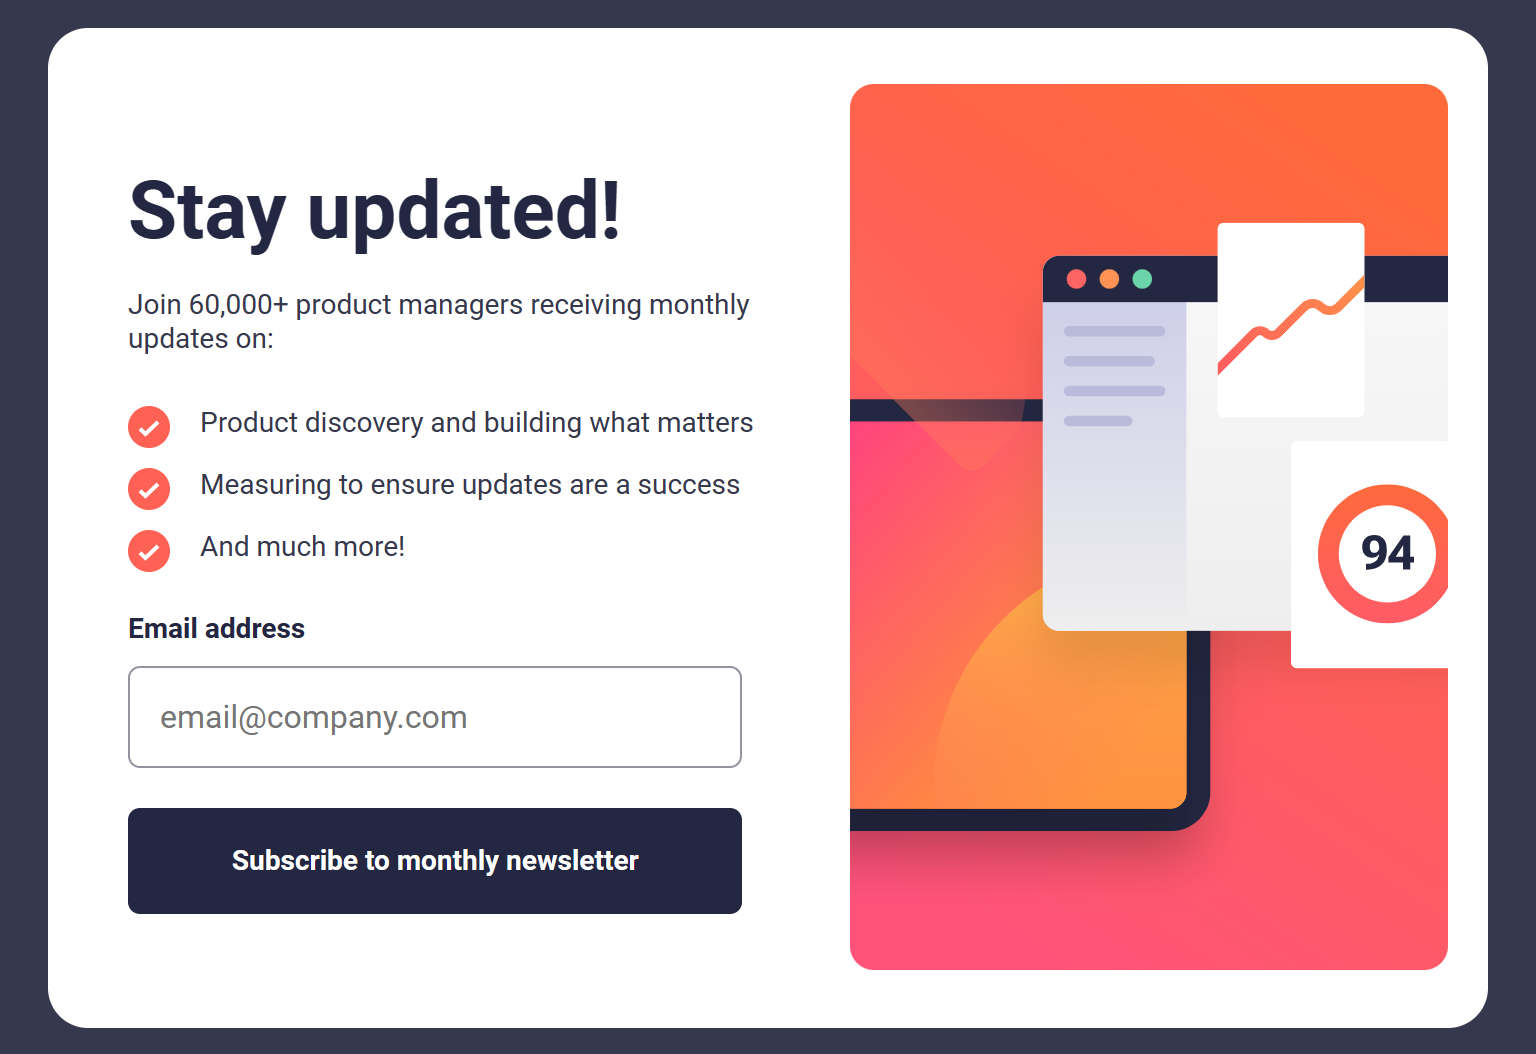 Stay updated!
Join 60,000+ product managers receiving monthly
updates on:
Product discovery and building what matters
Measuring to ensure updates are a success
And much more!
Email address
email@company.com
Subscribe to monthly newsletter
94